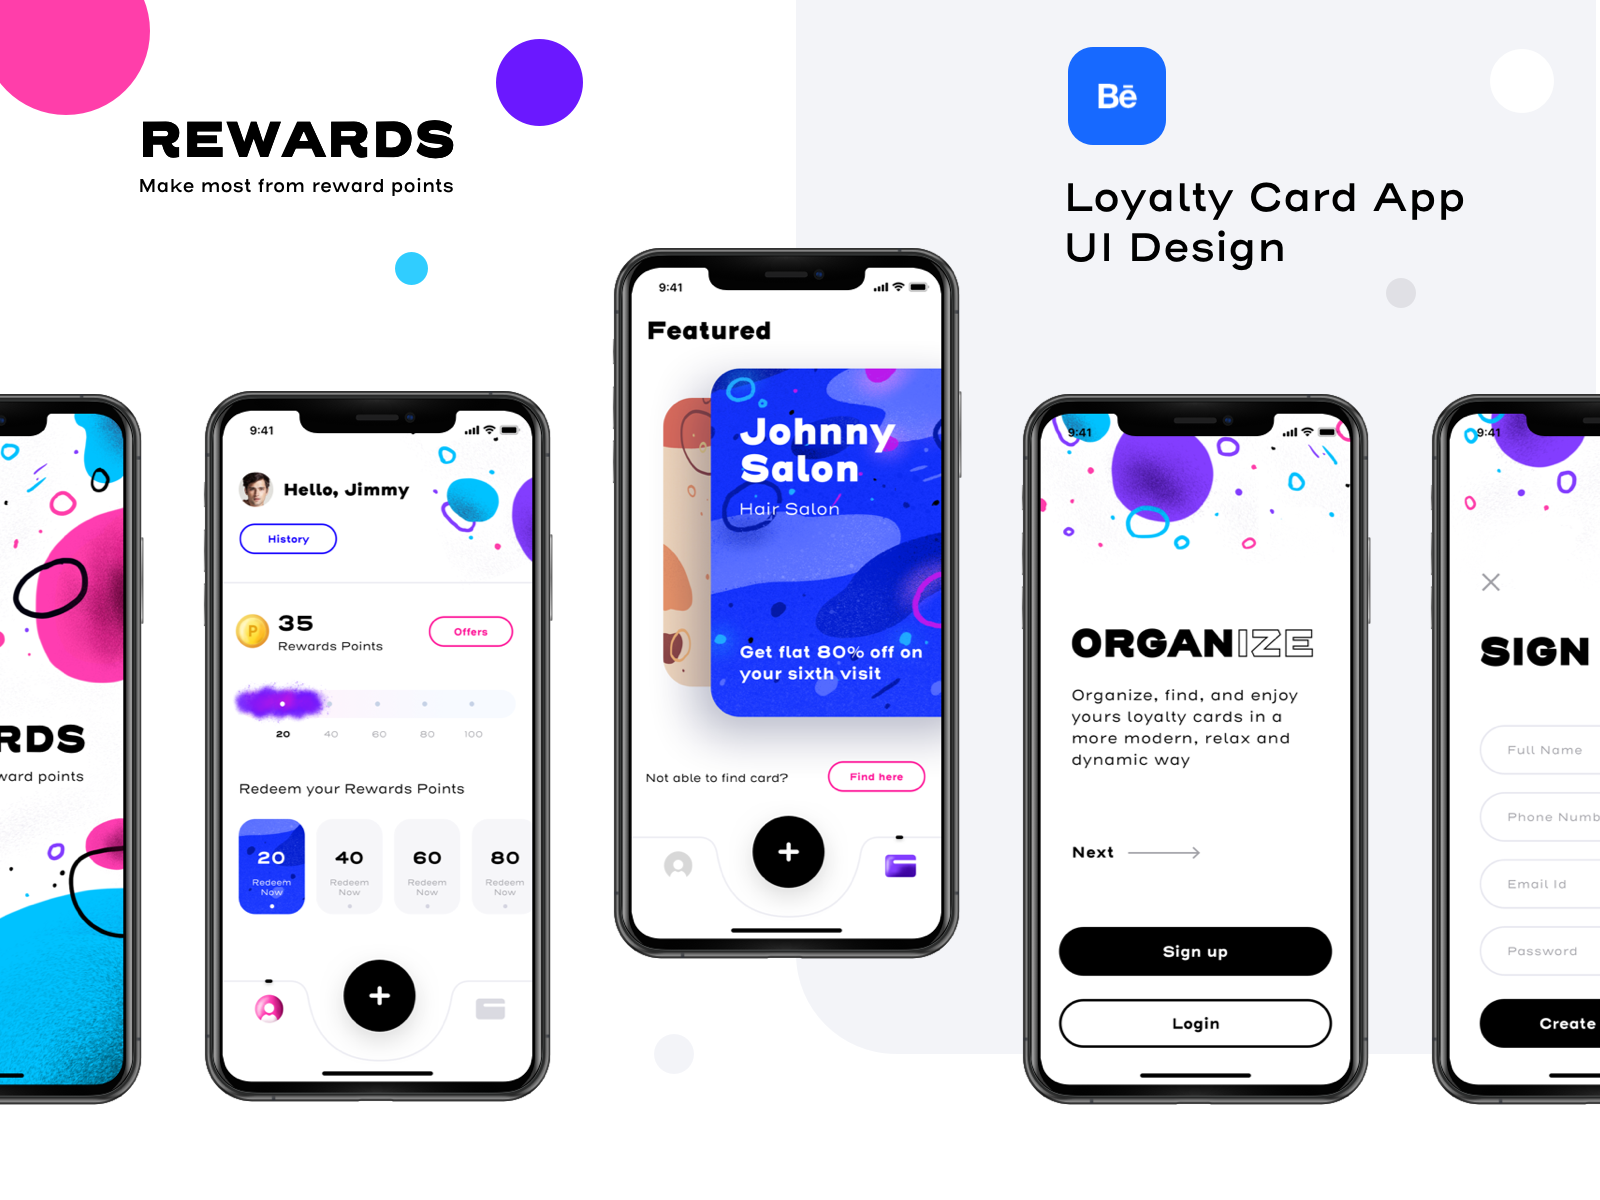 REWARDS
Make most from reward points
Bē
Loyalty Card App
UI Design
RDS
ward points
9:41
Hello, Jimmy
History
P
35
Rewards Points
Offers
20 40 60 80 100
Redeem your Rewards Points
20 40 60 80
Redeem Redeem Redeem Redeem
Now Now Now Now
9:41
Featured
Johnny
Salon
Hair Salon
Get flat 80% off on
your sixth visit
Not able to find card?
Find here
9:41
ORGANIZE
Organize, find, and enjoy
yours loyalty cards in a
more modern, relax and
dynamic way
Next
Sign up
Login
9:41
SIGN
Full Name
Phone Numb
Email Id
Password
Create